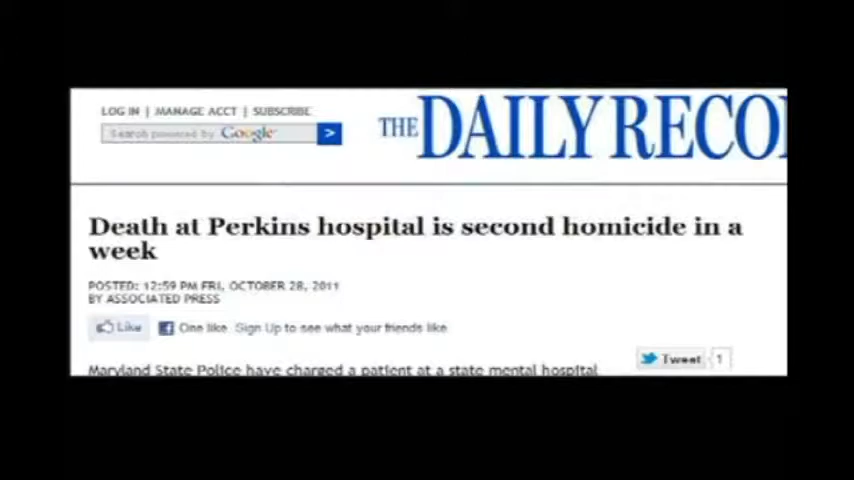 LOG IN | MANAGE ACCT | SUBSCRIBE
Search powered by Google >
THE DAILY RECO
Death at Perkins hospital is second homicide in a
week
POSTED: 12:59 PM FRI, OCTOBER 28, 2011
BY ASSOCIATED PRESS
Like One like. Sign Up to see what your friends like.
Tweet 1
Maryland State Police have charged a patient at a state mental hospital